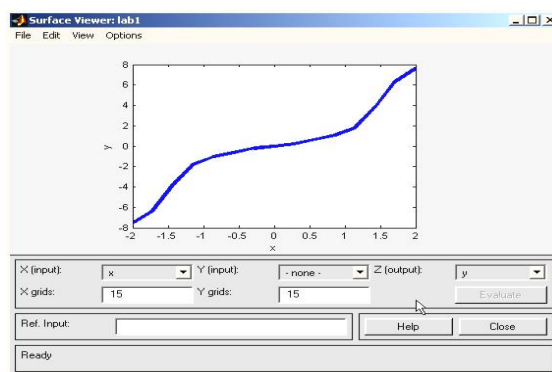 Surface Viewer: lab1
File Edit View Options
8
6
4
2
0
-2
-4
-6
-8
y
-2 -1.5 -1 -0.5 0 0.5 1 1.5 2
x
X (input): x Y (input): - none - Z (output): y
X grids: 15 Y grids: 15 Evaluate
Ref. Input: Help Close
Ready